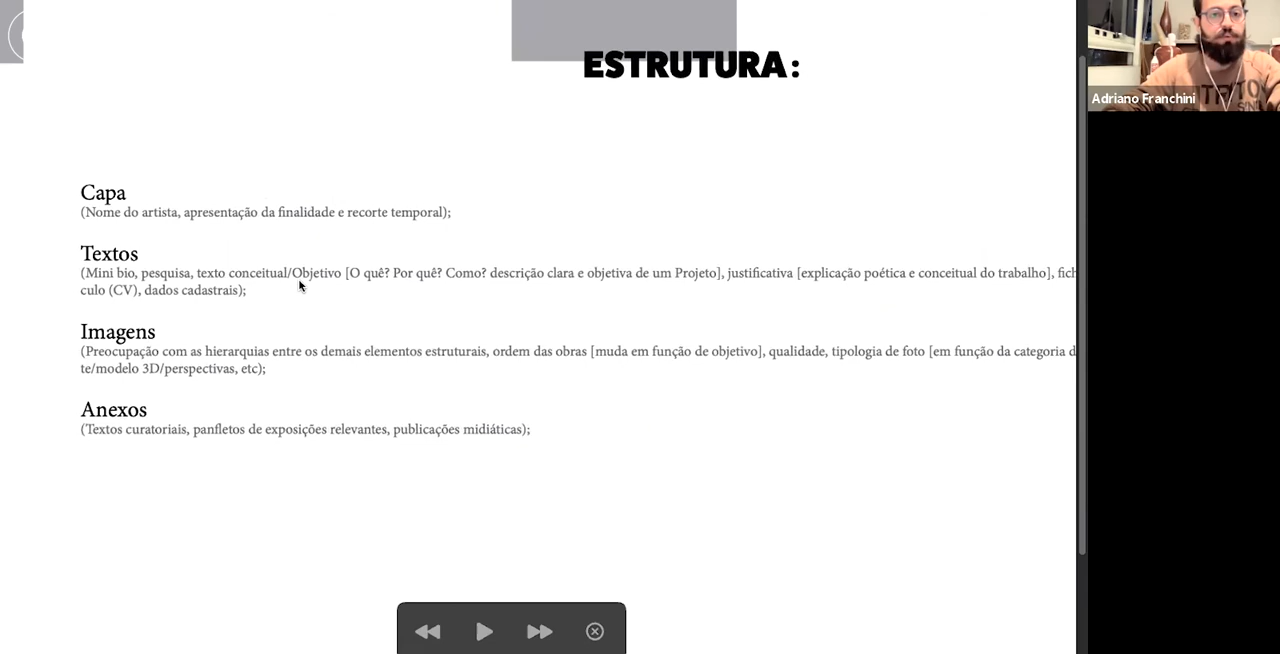 ESTRUTURA:
Adriano Franchini
Capa
(Nome do artista, apresentação da finalidade e recorte temporal);
Textos
(Mini bio, pesquisa, texto conceitual/Objetivo [O quê? Por quê? Como? descrição clara e objetiva de um Projeto], justificativa [explicação poética e conceitual do trabalho], fich
culo (CV), dados cadastrais);
Imagens
(Preocupação com as hierarquias entre os demais elementos estruturais, ordem das obras [muda em função de objetivo], qualidade, tipologia de foto [em função da categoria d
te/modelo 3D/perspectivas, etc);
Anexos
(Textos curatoriais, panfletos de exposições relevantes, publicações midiáticas);